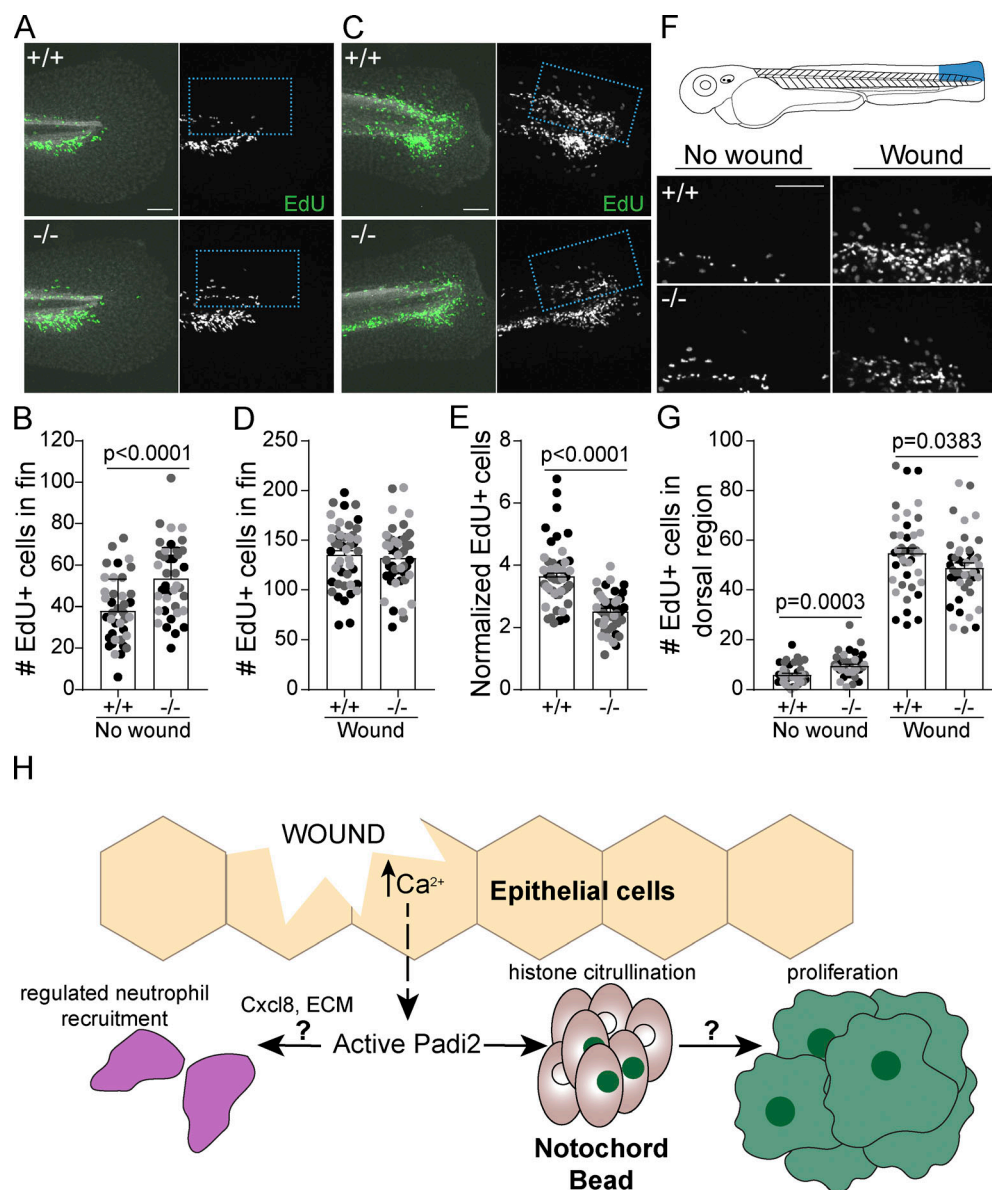 A
+/+
EdU
-/-
C
+/+
EdU
-/-
F
No wound
Wound
+/+
-/-
B
# EdU+ cells in fin
120
100
80
60
40
20
0
p<0.0001
+/+
-/-
No wound
D
# EdU+ cells in fin
250
200
150
100
50
0
+/+
-/-
Wound
E
Normalized EdU+ cells
8
6
4
2
0
p<0.0001
+/+
-/-
G
# EdU+ cells in
dorsal region
100
80
60
40
20
0
p=0.0003
p=0.0383
+/+
-/-
No wound
+/+
-/-
Wound
H
WOUND
Ca²⁺
Epithelial cells
regulated neutrophil
recruitment
Cxcl8, ECM
?
Active Padi2
histone citrullination
Notochord
Bead
?
proliferation